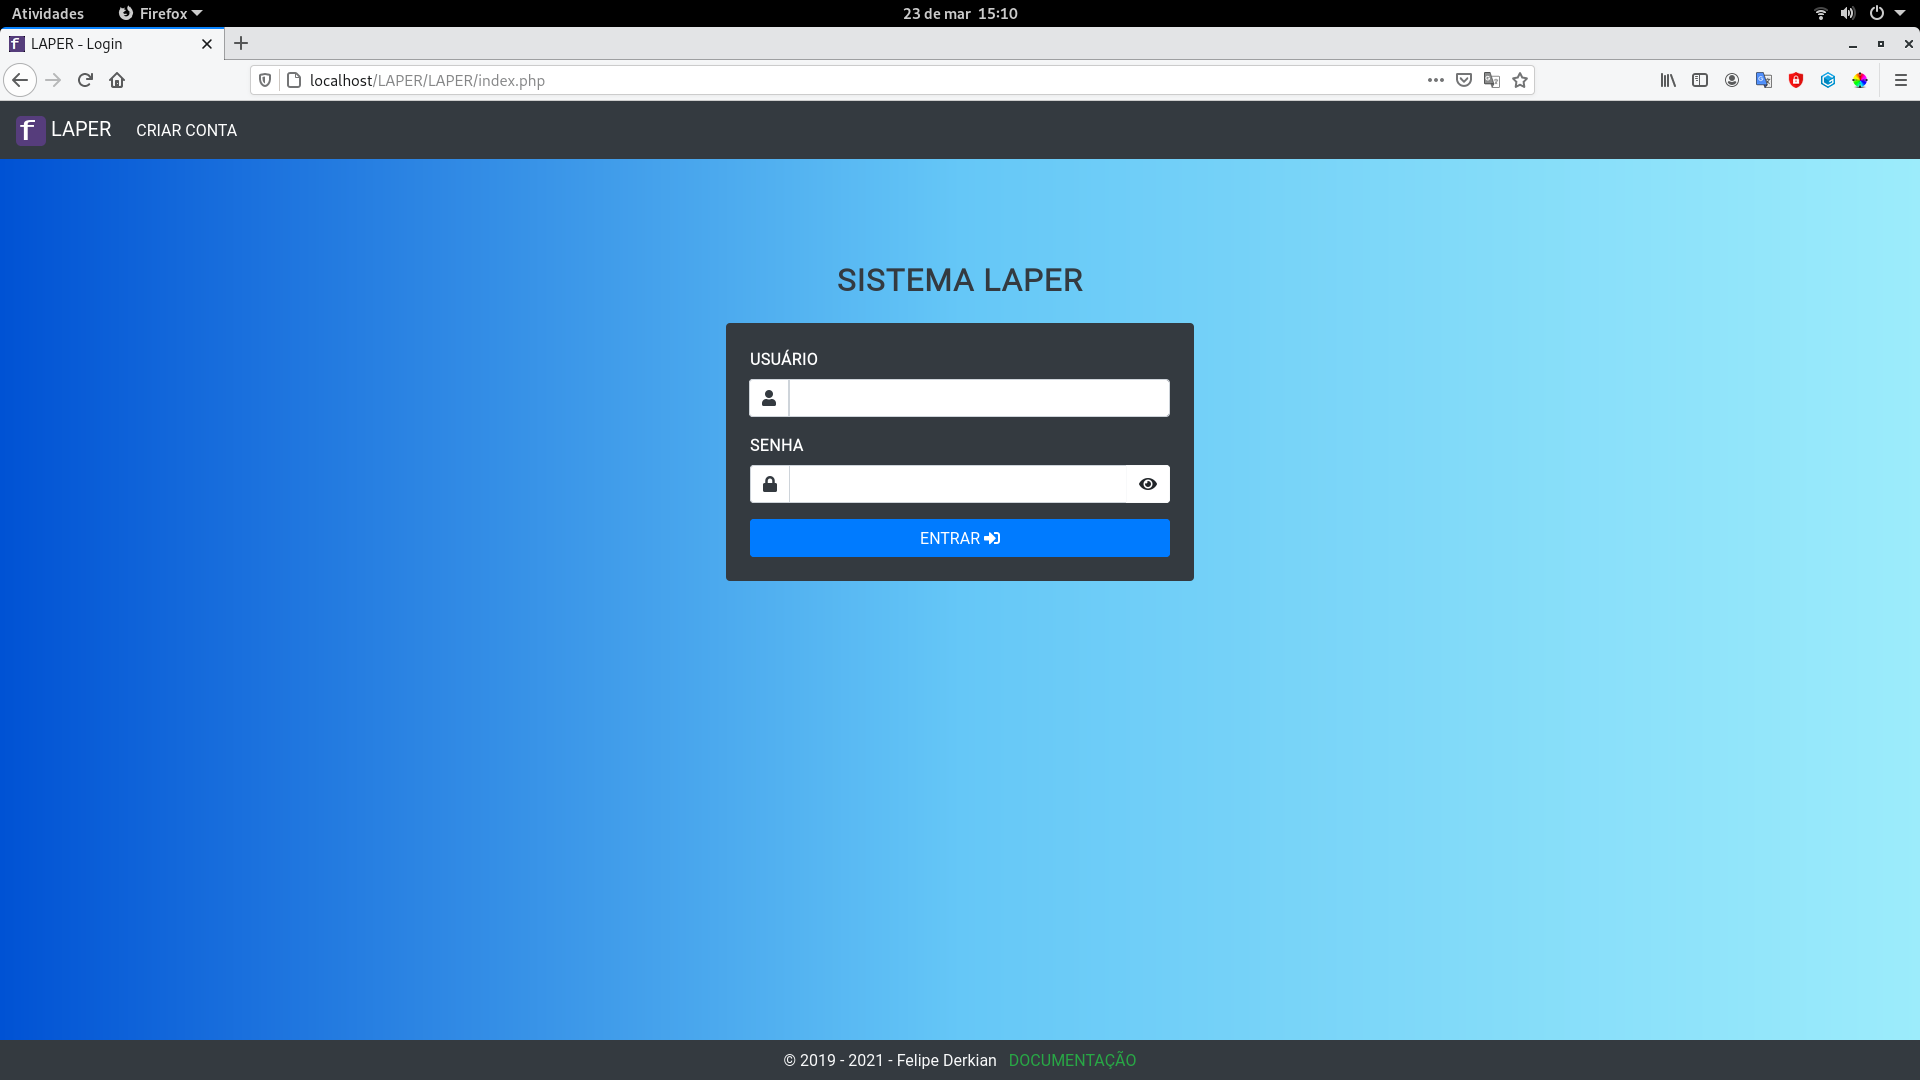 Atividades Firefox 23 de mar 15:10
LAPER - Login
localhost/LAPER/LAPER/index.php
f LAPER CRIAR CONTA
SISTEMA LAPER
USUÁRIO
SENHA
ENTRAR
© 2019 - 2021 - Felipe Derkian DOCUMENTAÇÃO